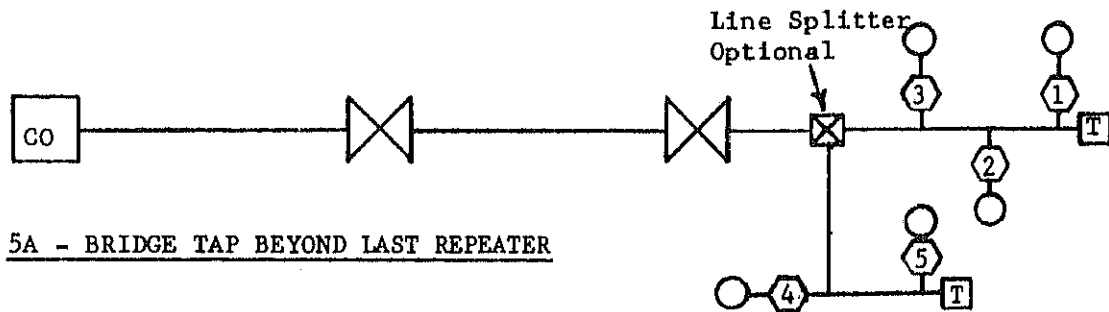 Line Splitter
Optional
3
1
CO
T
2
5A - BRIDGE TAP BEYOND LAST REPEATER
5
4
T